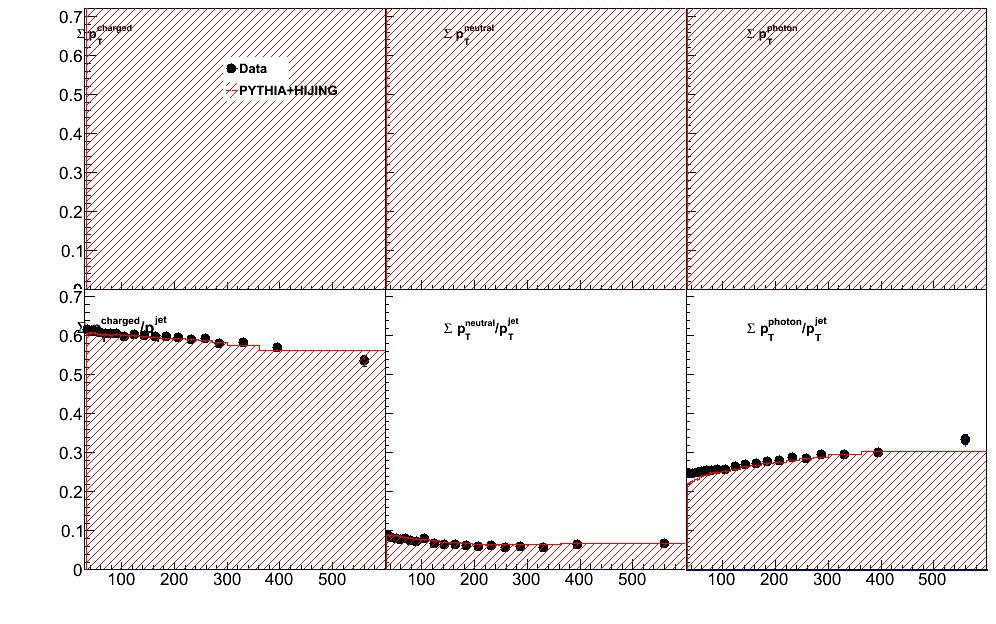 0.7
Σ p_T^charged
Σ p_T^neutral
Σ p_T^photon
0.6
Data
0.5
PYTHIA+HIJING
0.4
0.3
0.2
0.1
0.7
Σ p_T^charged/p_T^jet
Σ p_T^neutral/p_T^jet
Σ p_T^photon/p_T^jet
0.6
0.5
0.4
0.3
0.2
0.1
0
100 200 300 400 500
100 200 300 400 500
100 200 300 400 500